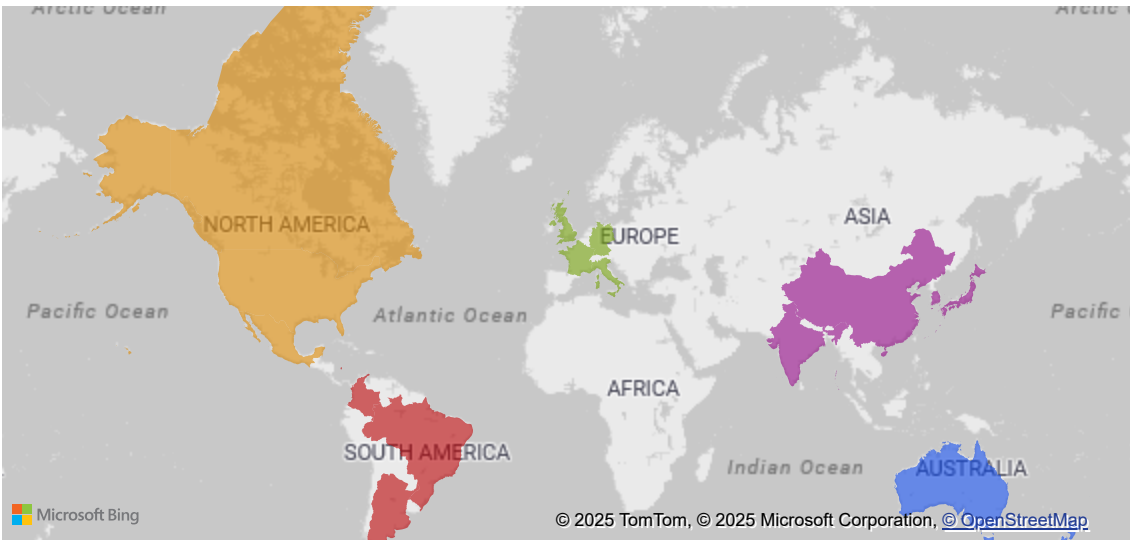 Arctic Ocean
Arctic
NORTH AMERICA
ASIA
EUROPE
Pacific Ocean
Atlantic Ocean
Pacific
AFRICA
SOUTH AMERICA
Indian Ocean
AUSTRALIA
Microsoft Bing
© 2025 TomTom, © 2025 Microsoft Corporation, © OpenStreetMap